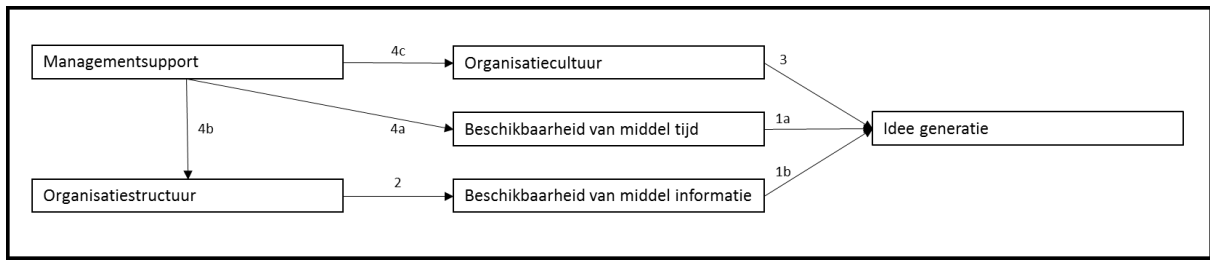 Managementsupport
4c
Organisatiecultuur
3
4b
4a
Beschikbaarheid van middel tijd
1a
Idee generatie
Organisatiestructuur
2
Beschikbaarheid van middel informatie
1b